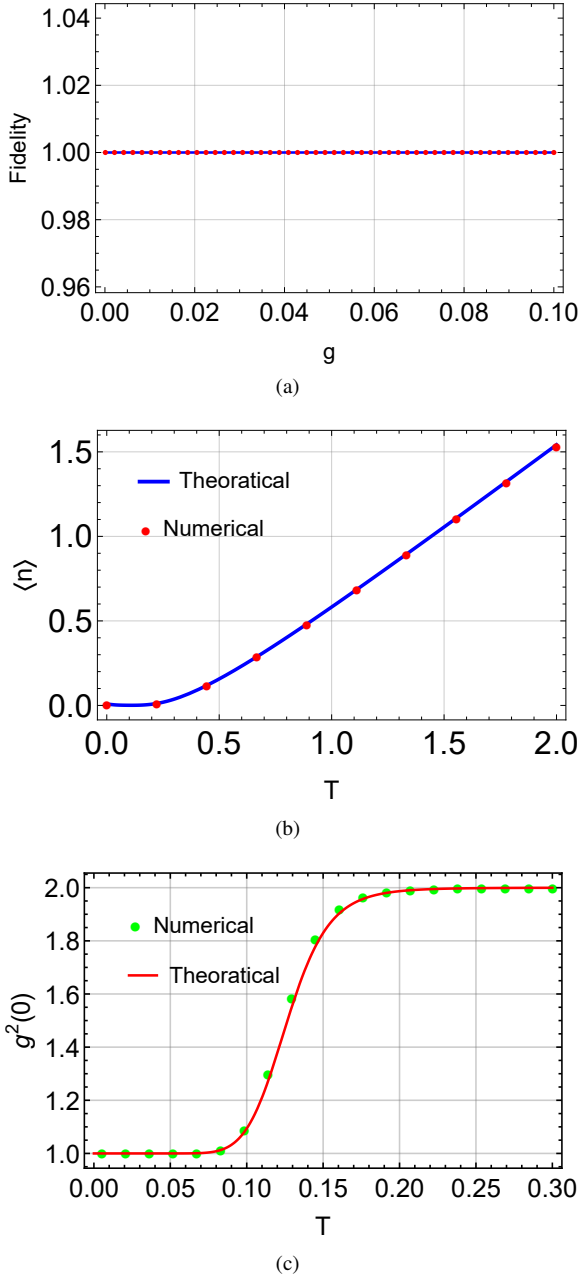 1.04
1.02
1.00
0.98
0.96
Fidelity
0.00 0.02 0.04 0.06 0.08 0.10
g
(a)
1.5
1.0
0.5
0.0
⟨n⟩
Theoratical
Numerical
0.0 0.5 1.0 1.5 2.0
T
(b)
2.0
1.8
1.6
1.4
1.2
1.0
g²(0)
Numerical
Theoratical
0.00 0.05 0.10 0.15 0.20 0.25 0.30
T
(c)